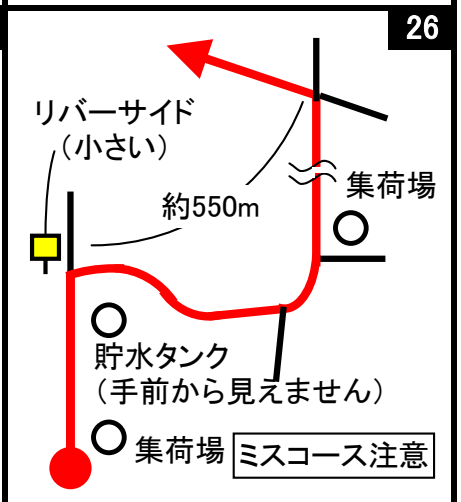 26
リバーサイド
（小さい）
集荷場
約550m
貯水タンク
（手前から見えません）
集荷場
ミスコース注意